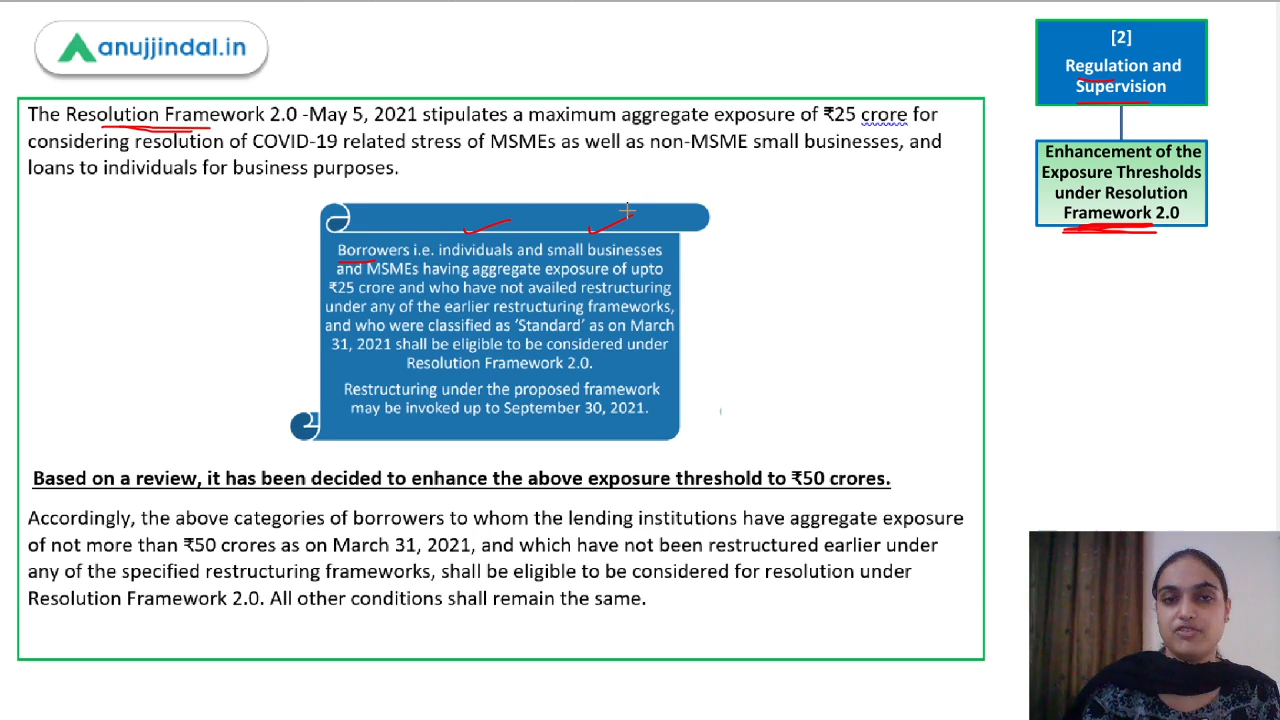 anujjindal.in
[2]
Regulation and
Supervision
Enhancement of the
Exposure Thresholds
under Resolution
Framework 2.0
The Resolution Framework 2.0 -May 5, 2021 stipulates a maximum aggregate exposure of ₹25 crore for
considering resolution of COVID-19 related stress of MSMEs as well as non-MSME small businesses, and
loans to individuals for business purposes.
Borrowers i.e. individuals and small businesses
and MSMEs having aggregate exposure of upto
₹25 crore and who have not availed restructuring
under any of the earlier restructuring frameworks,
and who were classified as ‘Standard’ as on March
31, 2021 shall be eligible to be considered under
Resolution Framework 2.0.
Restructuring under the proposed framework
may be invoked up to September 30, 2021.
Based on a review, it has been decided to enhance the above exposure threshold to ₹50 crores.
Accordingly, the above categories of borrowers to whom the lending institutions have aggregate exposure
of not more than ₹50 crores as on March 31, 2021, and which have not been restructured earlier under
any of the specified restructuring frameworks, shall be eligible to be considered for resolution under
Resolution Framework 2.0. All other conditions shall remain the same.